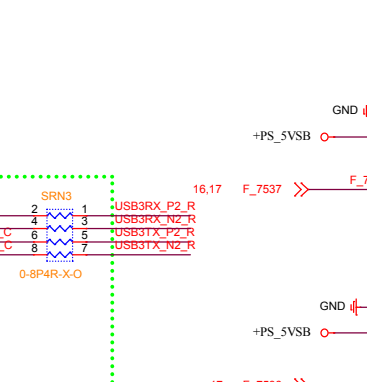 GND
+PS_5VSB
16,17 F_7537
F_7
SRN3
2 1 USB3RX_P2_R
4 3 USB3RX_N2_R
_C 6 5 USB3TX_P2_R
_C 8 7 USB3TX_N2_R
0-8P4R-X-O
GND
+PS_5VSB